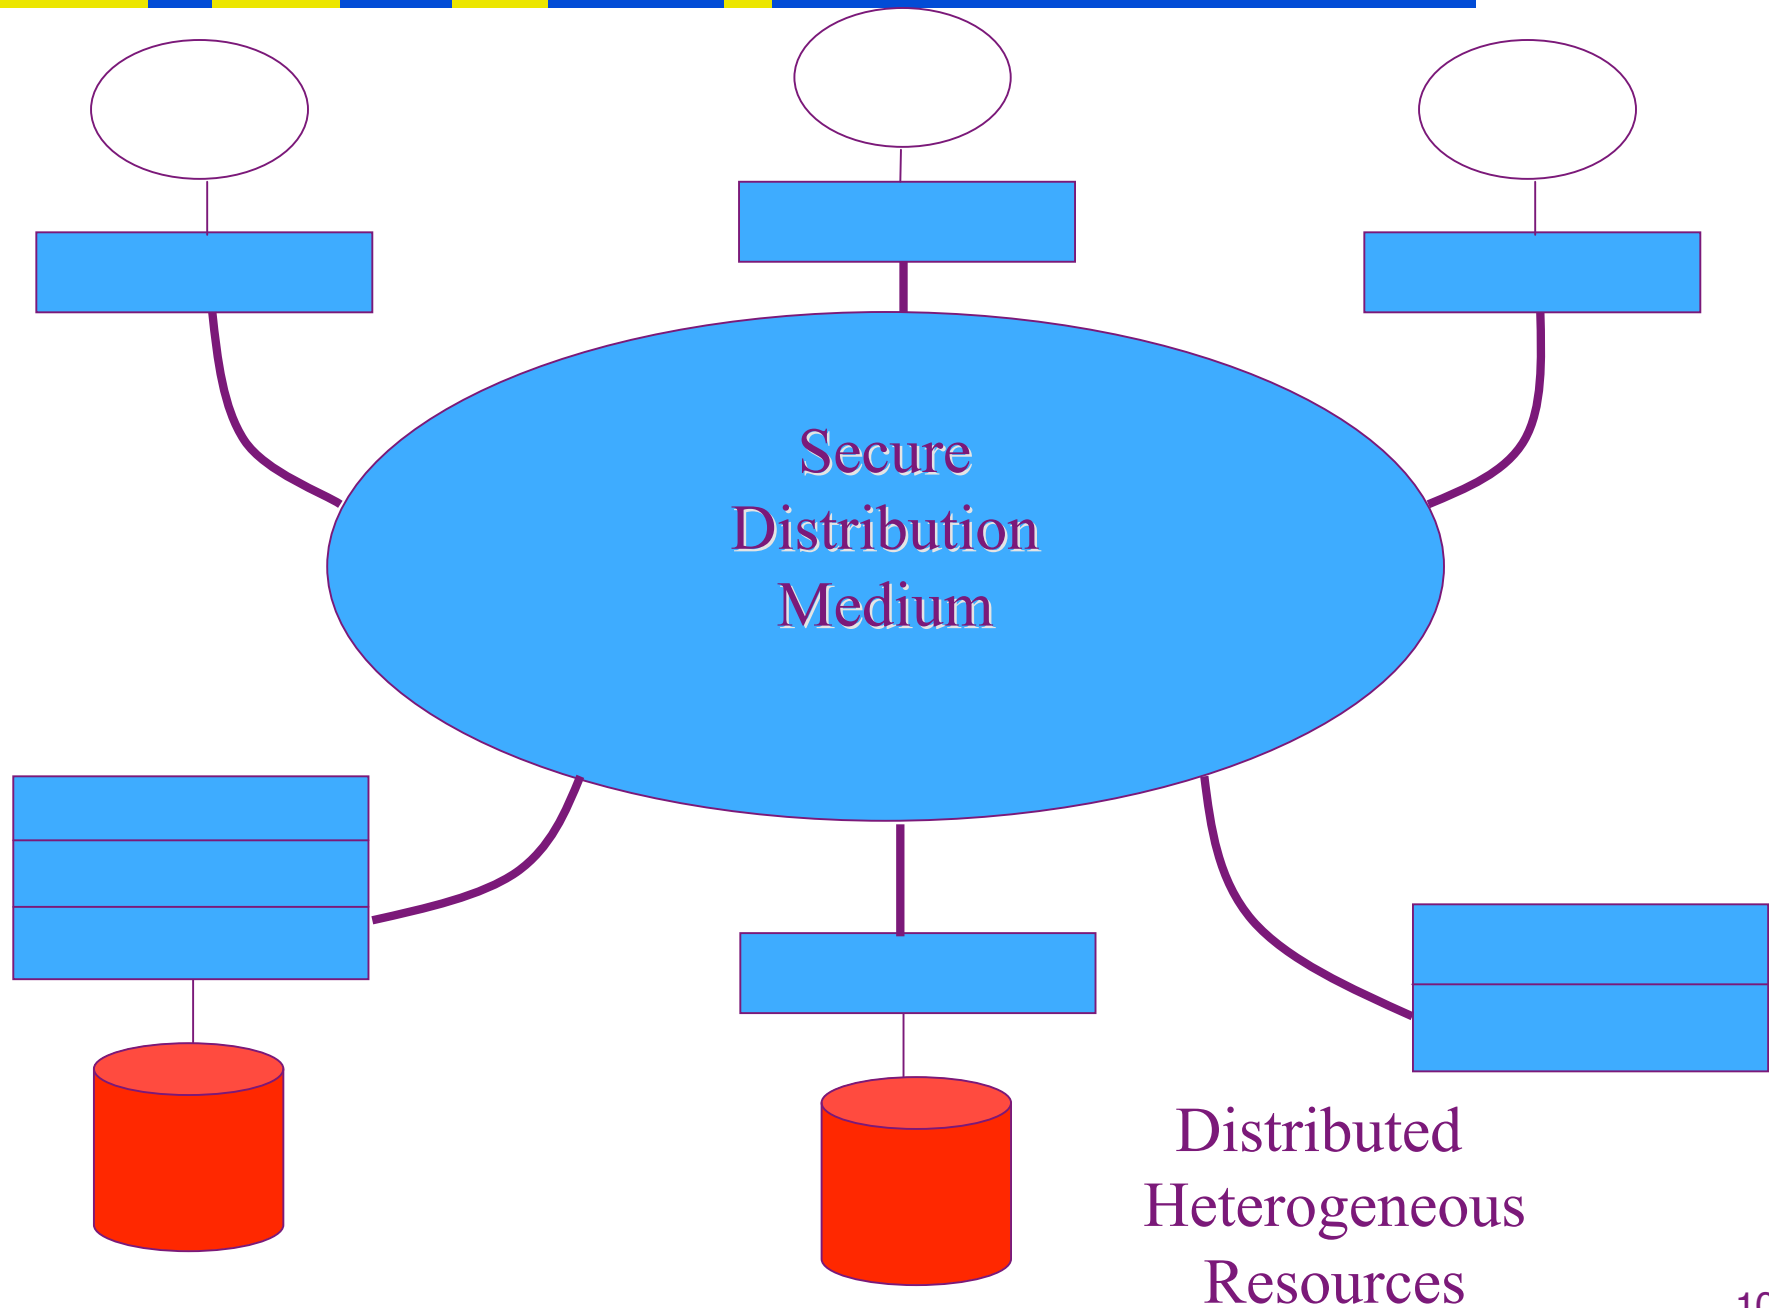 Secure
Distribution
Medium
Distributed
Heterogeneous
Resources